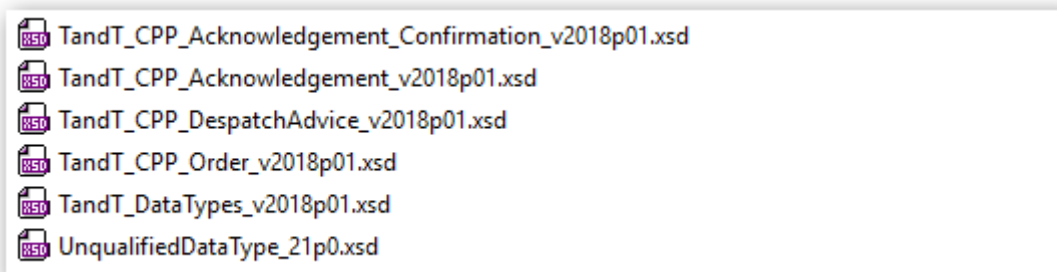 TandT_CPP_Acknowledgement_Confirmation_v2018p01.xsd
TandT_CPP_Acknowledgement_v2018p01.xsd
TandT_CPP_DespatchAdvice_v2018p01.xsd
TandT_CPP_Order_v2018p01.xsd
TandT_DataTypes_v2018p01.xsd
UnqualifiedDataType_21p0.xsd